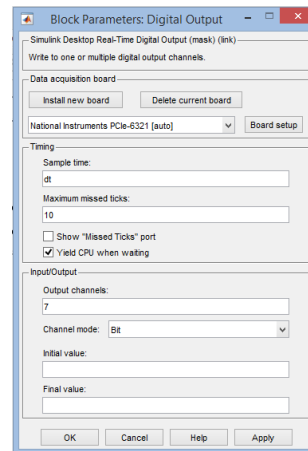 Block Parameters: Digital Output
Simulink Desktop Real-Time Digital Output (mask) (link)
Write to one or multiple digital output channels.
Data acquisition board
Install new board Delete current board
National Instruments PCIe-6321 [auto] Board setup
Timing
Sample time:
dt
Maximum missed ticks:
10
Show "Missed Ticks" port
Yield CPU when waiting
Input/Output
Output channels:
7
Channel mode: Bit
Initial value:
Final value:
OK Cancel Help Apply